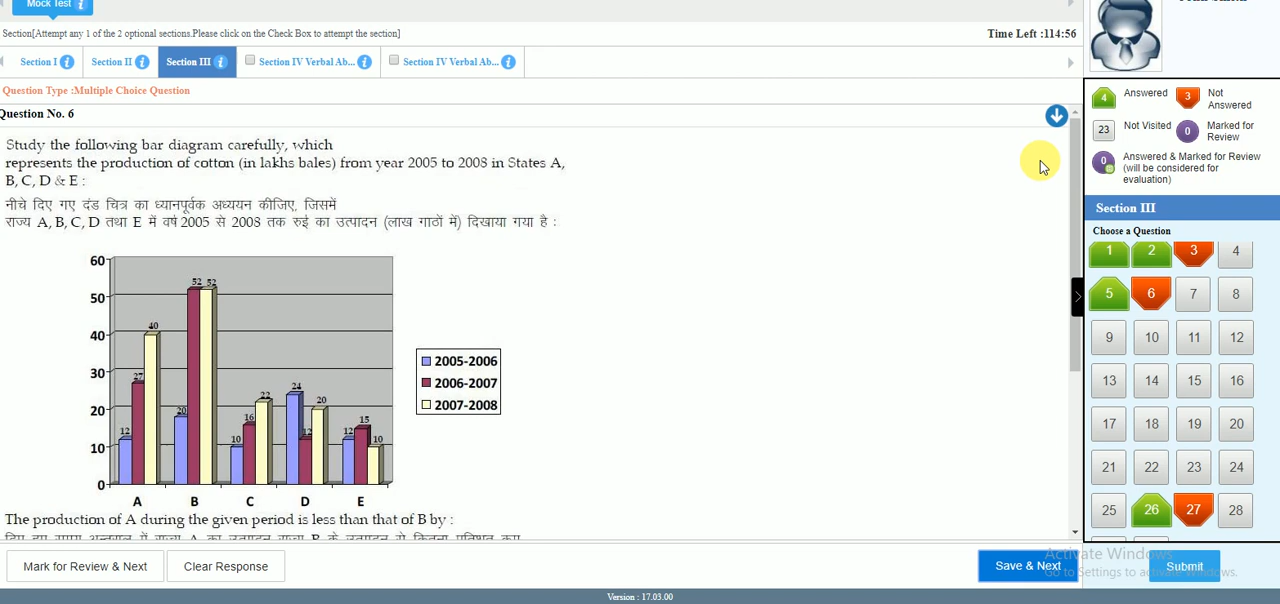 Mock Test i
Section[Attempt any 1 of the 2 optional sections.Please click on the Check Box to attempt the section]
Time Left :114:56
Section I i
Section II i
Section III i
Section IV Verbal Ab... i
Section IV Verbal Ab... i
Question Type :Multiple Choice Question
Question No. 6
Study the following bar diagram carefully, which
represents the production of cotton (in lakhs bales) from year 2005 to 2008 in States A,
B, C, D & E :
नीचे दिए गए दंड चित्र का ध्यानपूर्वक अध्ययन कीजिए, जिसमें
राज्य A, B, C, D तथा E में वर्ष 2005 से 2008 तक रुई का उत्पादन (लाख गाठों में) दिखाया गया है :
60
50
40
30
20
10
0
12 27 40
20 52 52
10 16 22
24 12 20
12 15 10
A B C D E
2005-2006
2006-2007
2007-2008
The production of A during the given period is less than that of B by :
Mark for Review & Next
Clear Response
Save & Next
4 Answered
3 Not
Answered
23 Not Visited
0 Marked for
Review
0 Answered & Marked for Review
(will be considered for
evaluation)
Section III
Choose a Question
1 2 3 4
5 6 7 8
9 10 11 12
13 14 15 16
17 18 19 20
21 22 23 24
25 26 27 28
Activate Windows
Go to Settings to activate Windows.
Submit
Version : 17.03.00